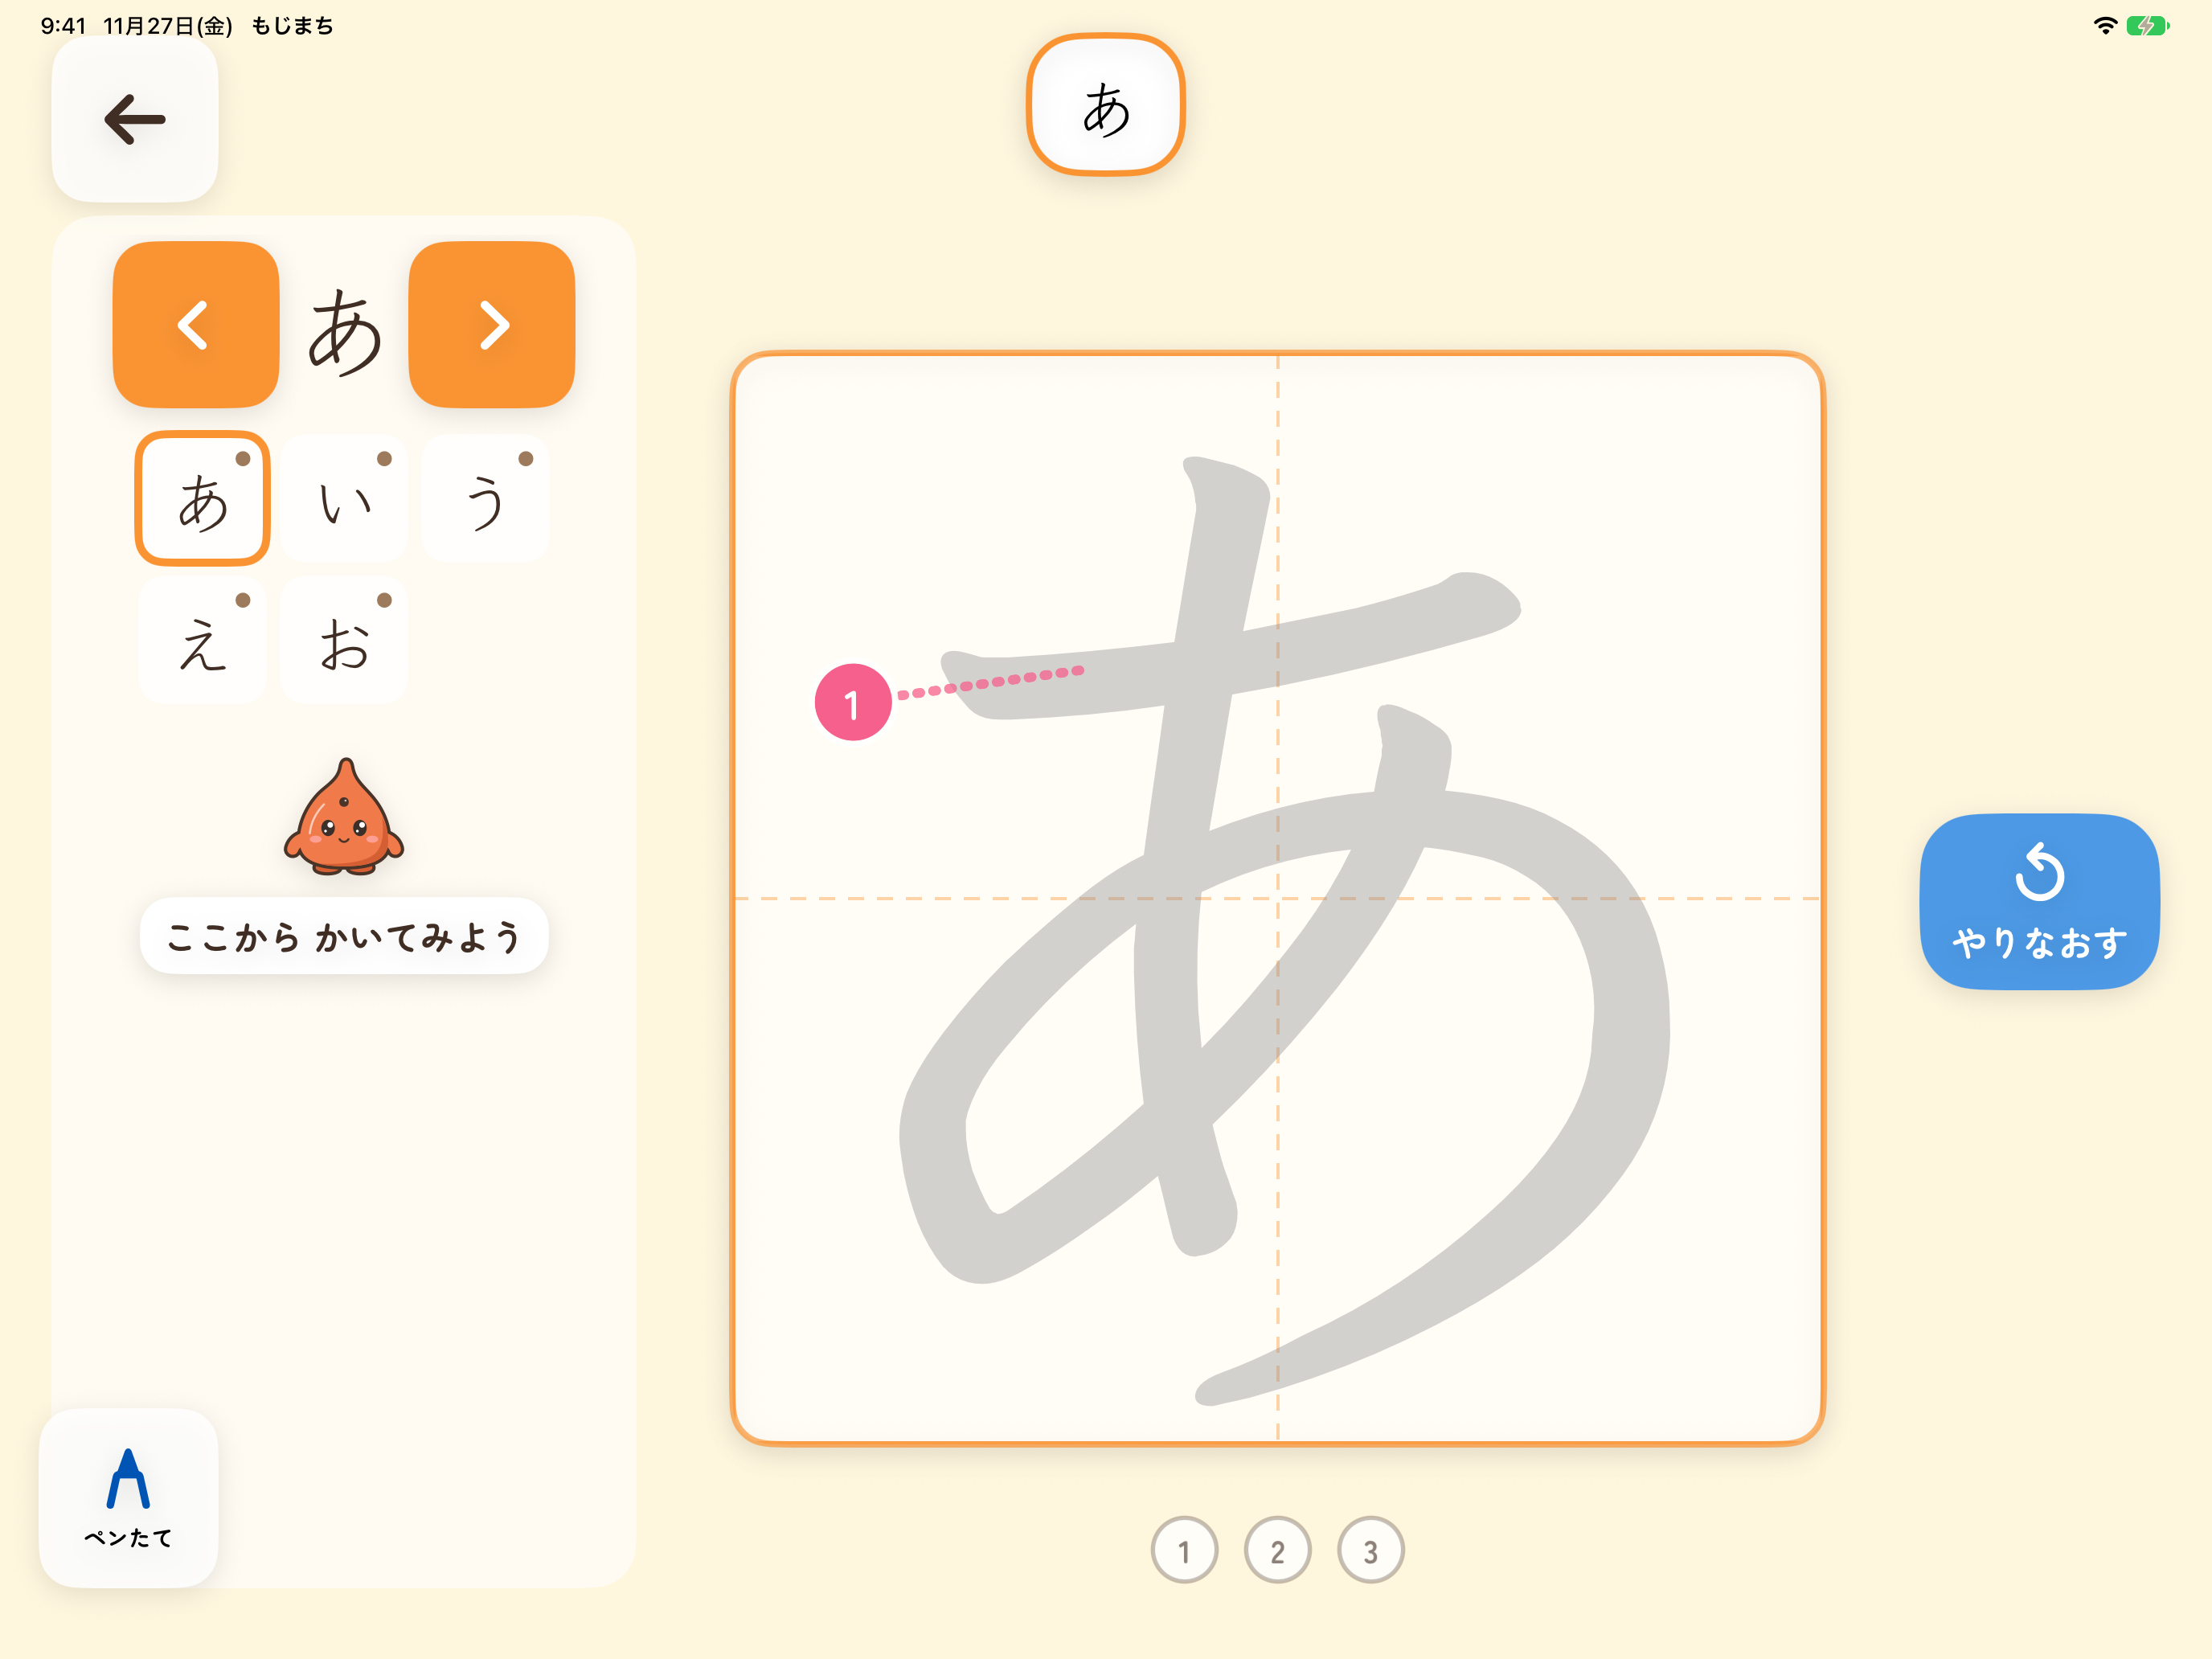 9:41 11月27日(金) もじまち
あ
あ
あ い う
え お
ここから かいてみよう
あ
1
やりなおす
ペンたて
1 2 3